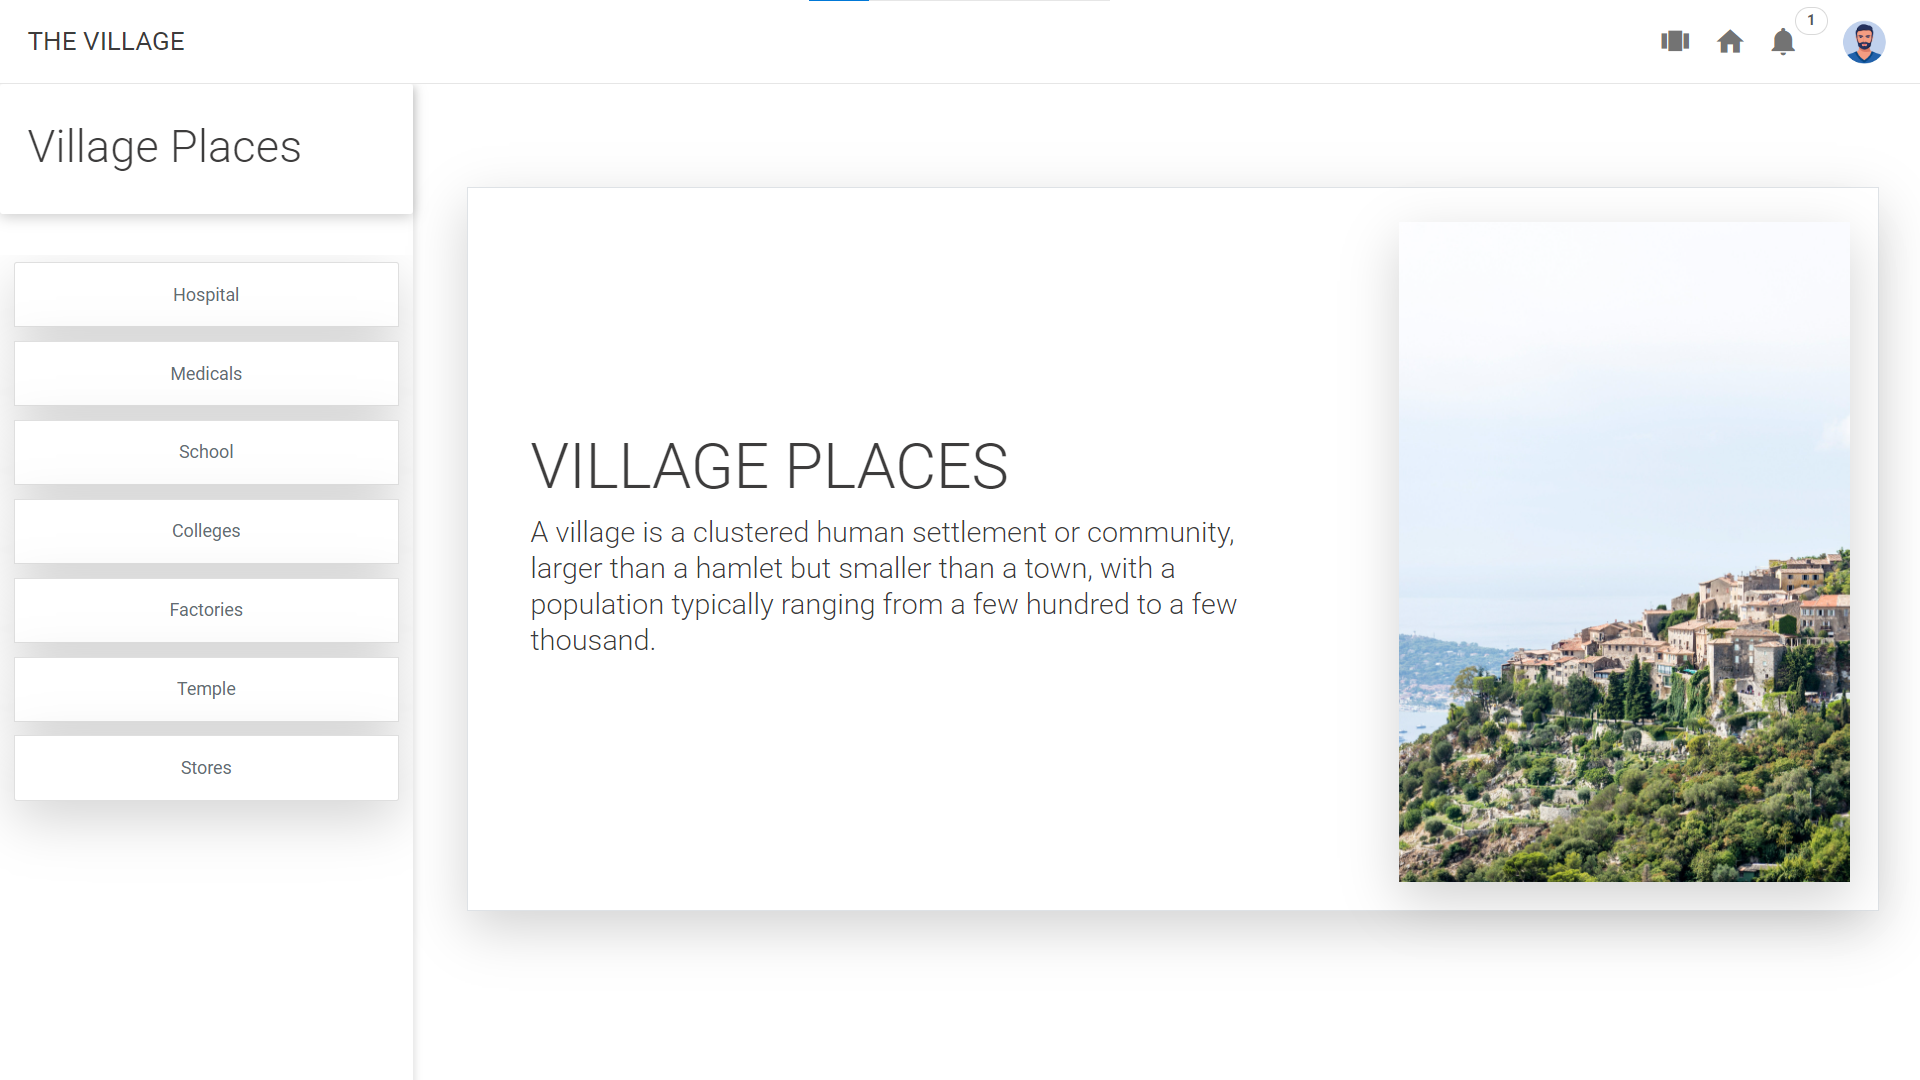 THE VILLAGE
1
Village Places
Hospital
Medicals
School
Colleges
Factories
Temple
Stores
VILLAGE PLACES
A village is a clustered human settlement or community,
larger than a hamlet but smaller than a town, with a
population typically ranging from a few hundred to a few
thousand.